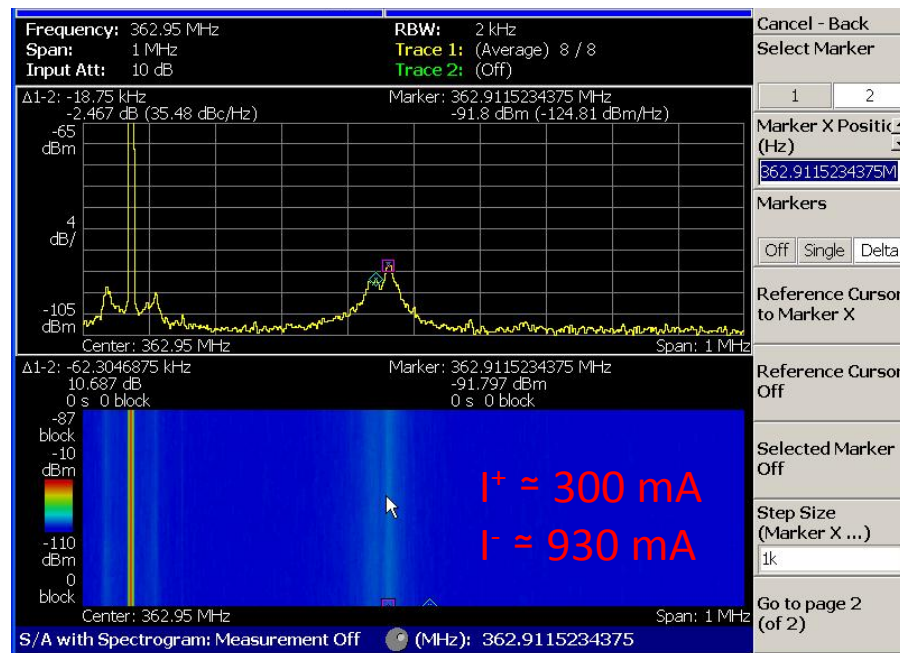 Frequency: 362.95 MHz RBW: 2 kHz Cancel - Back
Span: 1 MHz Trace 1: (Average) 8 / 8 Select Marker
Input Att: 10 dB Trace 2: (Off)
1 2
Δ1-2: -18.75 kHz Marker: 362.9115234375 MHz
-2.467 dB (35.48 dBc/Hz) -91.8 dBm (-124.81 dBm/Hz)
-65
dBm
4
dB/
-105
dBm
Center: 362.95 MHz Span: 1 MHz
Marker X Positic
(Hz)
362.9115234375M
Markers
Off Single Delta
Reference Cursor
to Marker X
Δ1-2: -62.3046875 kHz Marker: 362.9115234375 MHz
10.687 dB -91.797 dBm
0 s 0 block 0 s 0 block
-87
block
-10
dBm
-110
dBm
0
block
I⁺ ≃ 300 mA
I⁻ ≃ 930 mA
Center: 362.95 MHz Span: 1 MHz
Reference Cursor
Off
Selected Marker
Off
Step Size
(Marker X ...)
1k
Go to page 2
(of 2)
S/A with Spectrogram: Measurement Off (MHz): 362.9115234375